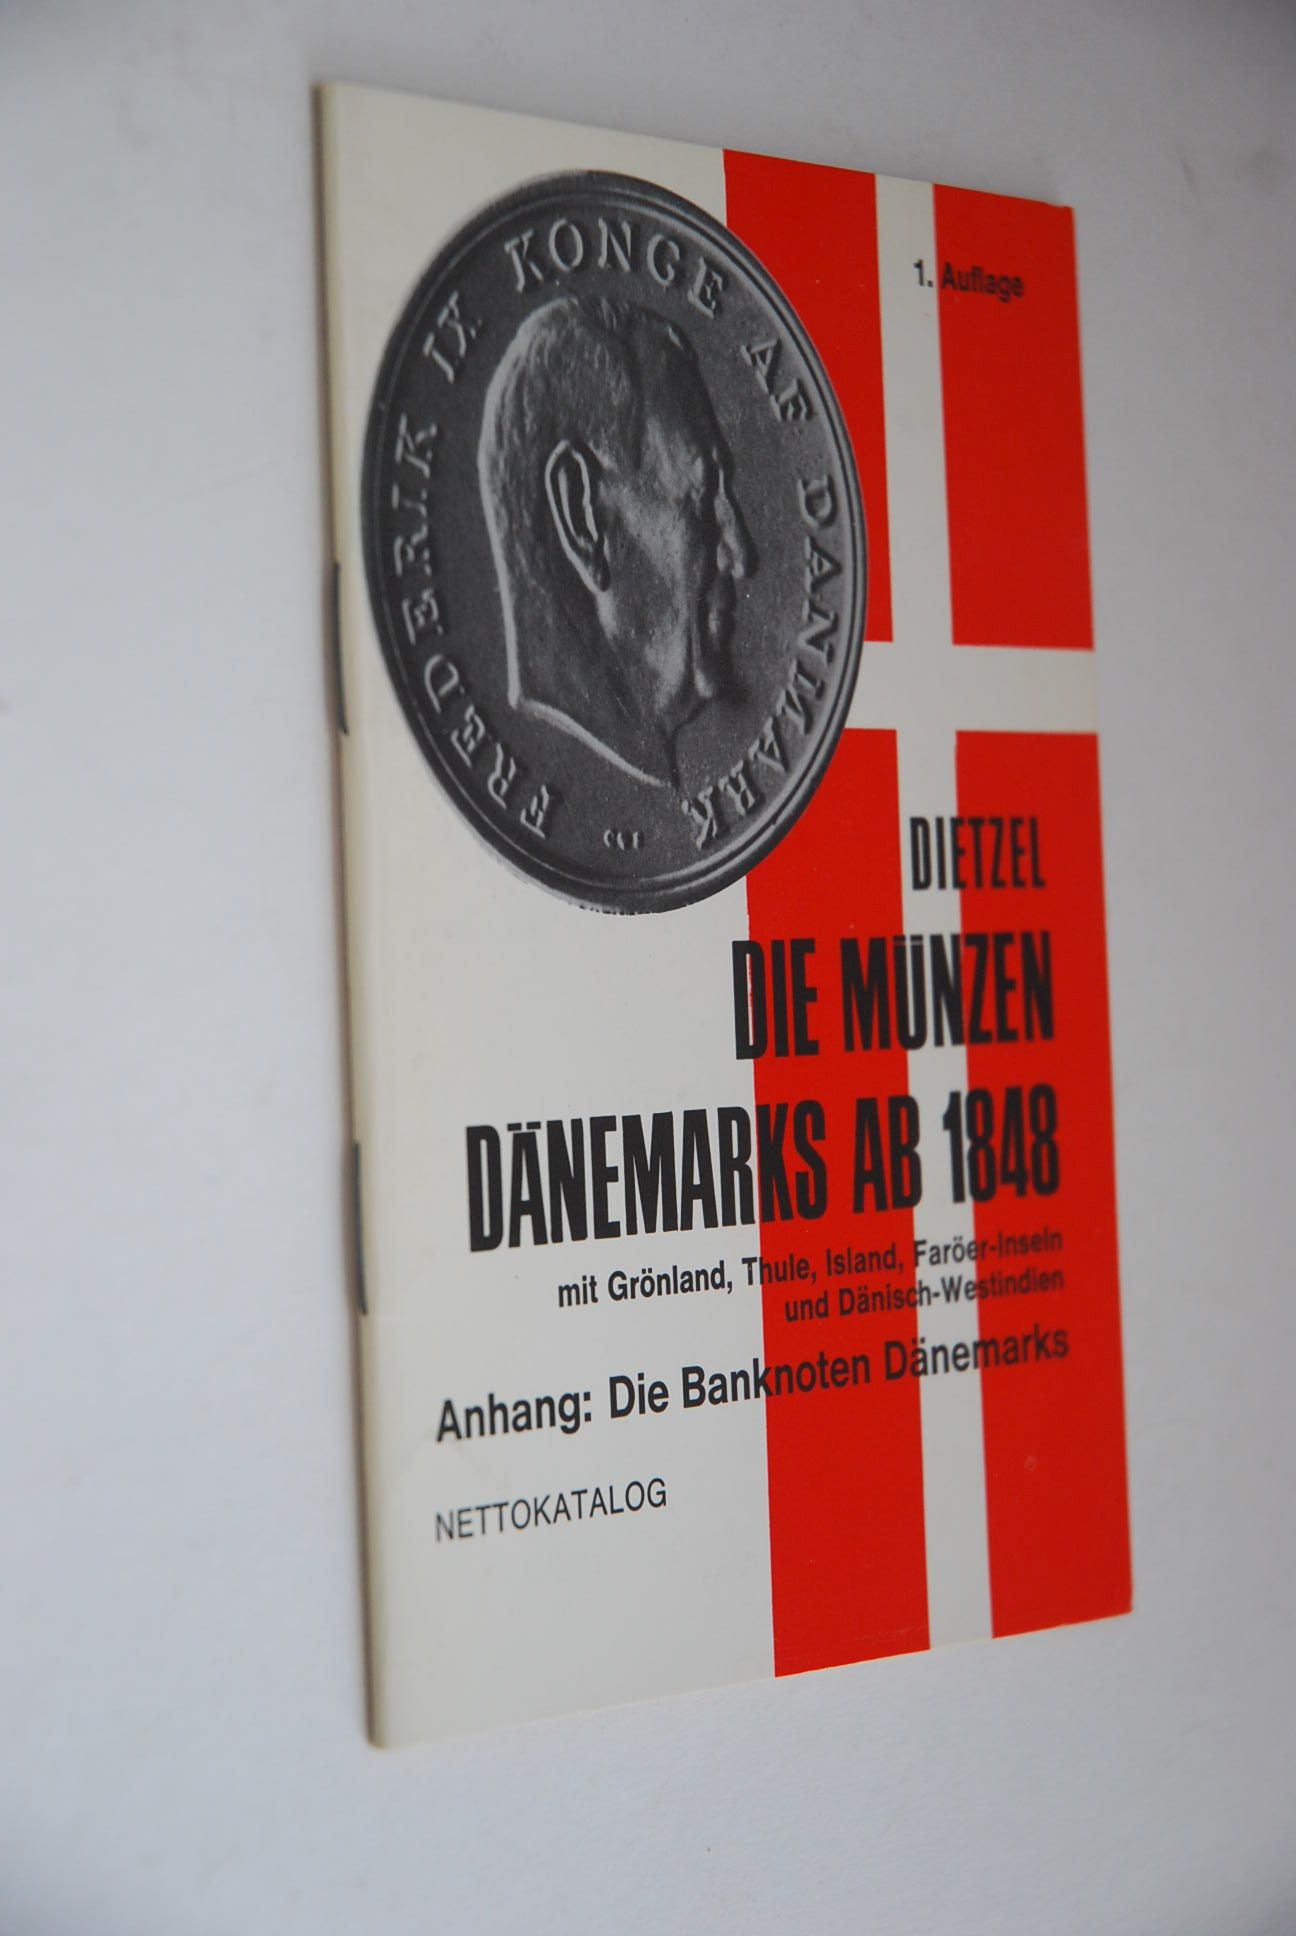 1. Auflage
FREDERIK IX KONGE AF DANMARK
DIETZEL
DIE MÜNZEN
DÄNEMARKS AB 1848
mit Grönland, Thule, Island, Faröer-Inseln
und Dänisch-Westindien
Anhang: Die Banknoten Dänemarks
NETTOKATALOG